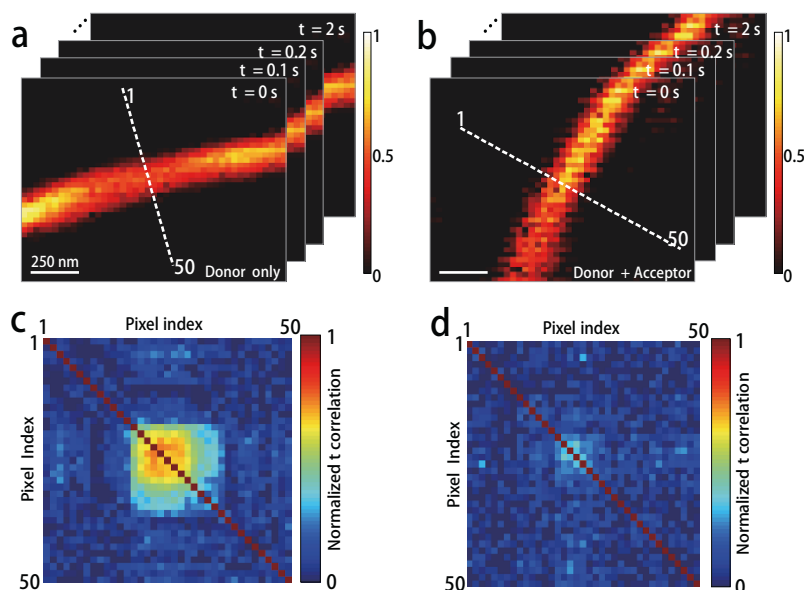 a
t = 2 s
t = 0.2 s
t = 0.1 s
t = 0 s
1
50
250 nm
Donor only
1
0.5
0
b
t = 2 s
t = 0.2 s
t = 0.1 s
t = 0 s
1
50
Donor + Acceptor
1
0.5
0
c
1
Pixel index
50
1
Pixel Index
50
1
Normalized t correlation
0
d
1
Pixel index
50
1
Pixel Index
50
1
Normalized t correlation
0